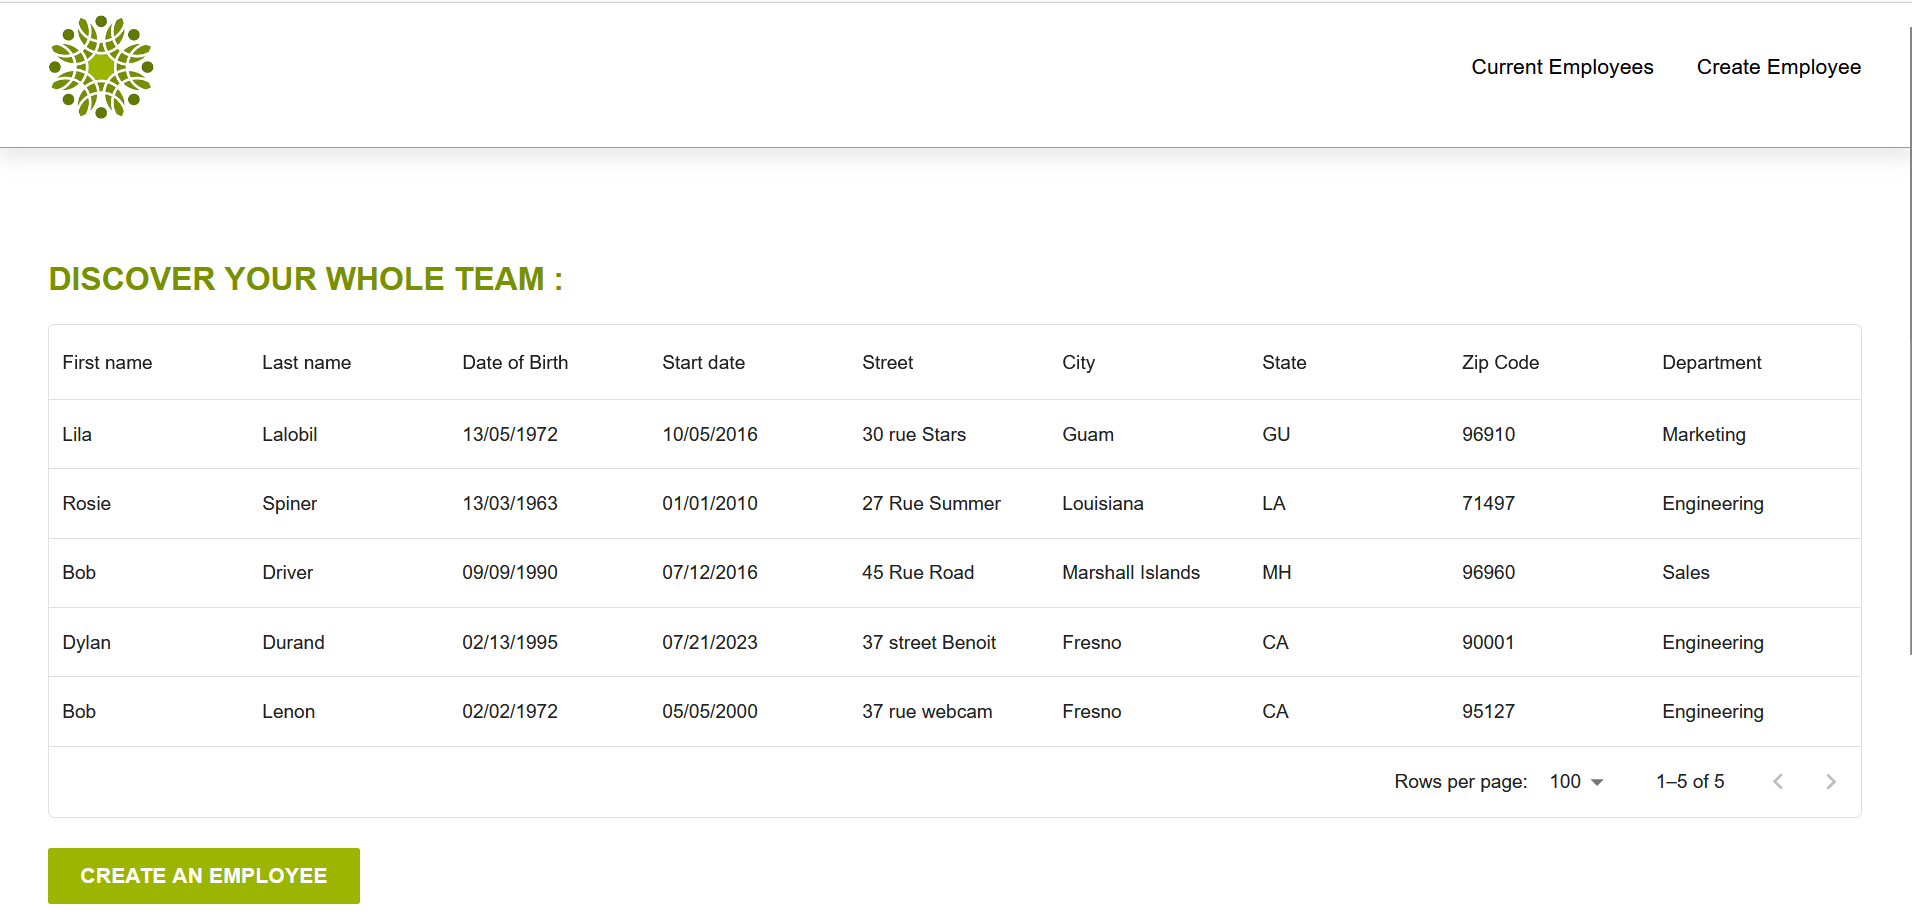 Current Employees Create Employee
DISCOVER YOUR WHOLE TEAM :
First name Last name Date of Birth Start date Street City State Zip Code Department
Lila Lalobil 13/05/1972 10/05/2016 30 rue Stars Guam GU 96910 Marketing
Rosie Spiner 13/03/1963 01/01/2010 27 Rue Summer Louisiana LA 71497 Engineering
Bob Driver 09/09/1990 07/12/2016 45 Rue Road Marshall Islands MH 96960 Sales
Dylan Durand 02/13/1995 07/21/2023 37 street Benoit Fresno CA 90001 Engineering
Bob Lenon 02/02/1972 05/05/2000 37 rue webcam Fresno CA 95127 Engineering
Rows per page: 100 1–5 of 5
CREATE AN EMPLOYEE